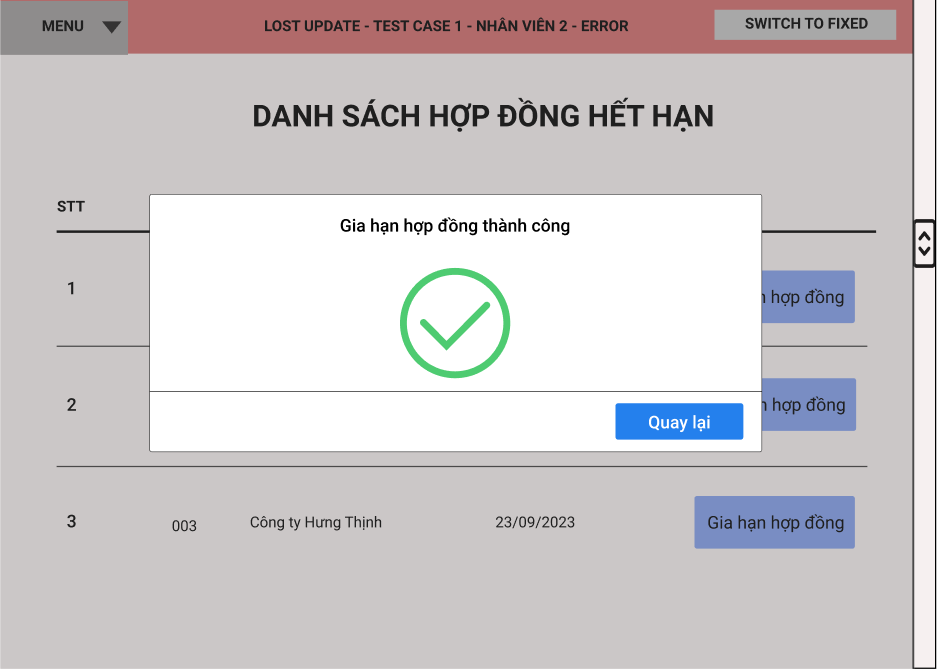 MENU
LOST UPDATE - TEST CASE 1 - NHÂN VIÊN 2 - ERROR
SWITCH TO FIXED
DANH SÁCH HỢP ĐỒNG HẾT HẠN
STT
Gia hạn hợp đồng thành công
1
hợp đồng
2
hợp đồng
Quay lại
3 003 Công ty Hưng Thịnh 23/09/2023 Gia hạn hợp đồng